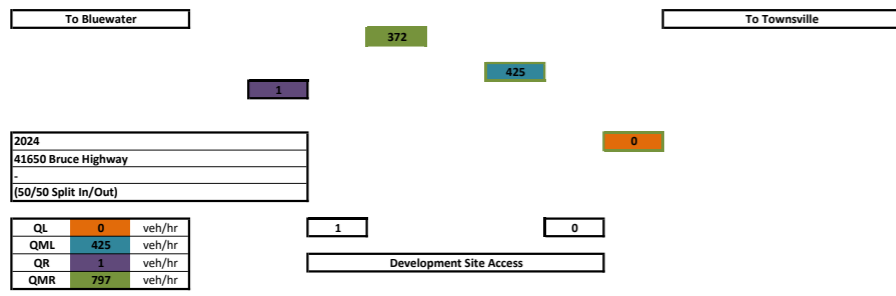 To Bluewater
To Townsville
372
425
1
2024
0
41650 Bruce Highway
-
(50/50 Split In/Out)
QL 0 veh/hr
1
0
QML 425 veh/hr
QR 1 veh/hr
Development Site Access
QMR 797 veh/hr